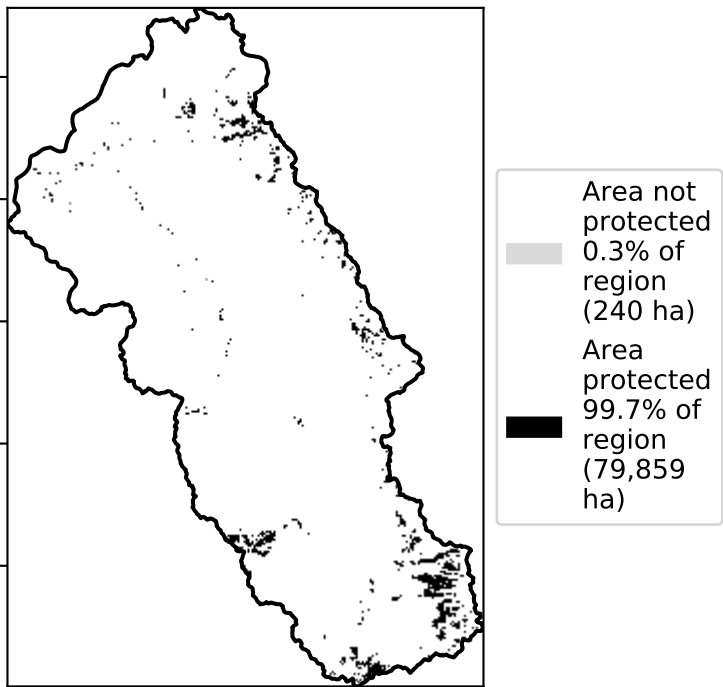 Area not
protected
0.3% of
region
(240 ha)
Area
protected
99.7% of
region
(79,859
ha)